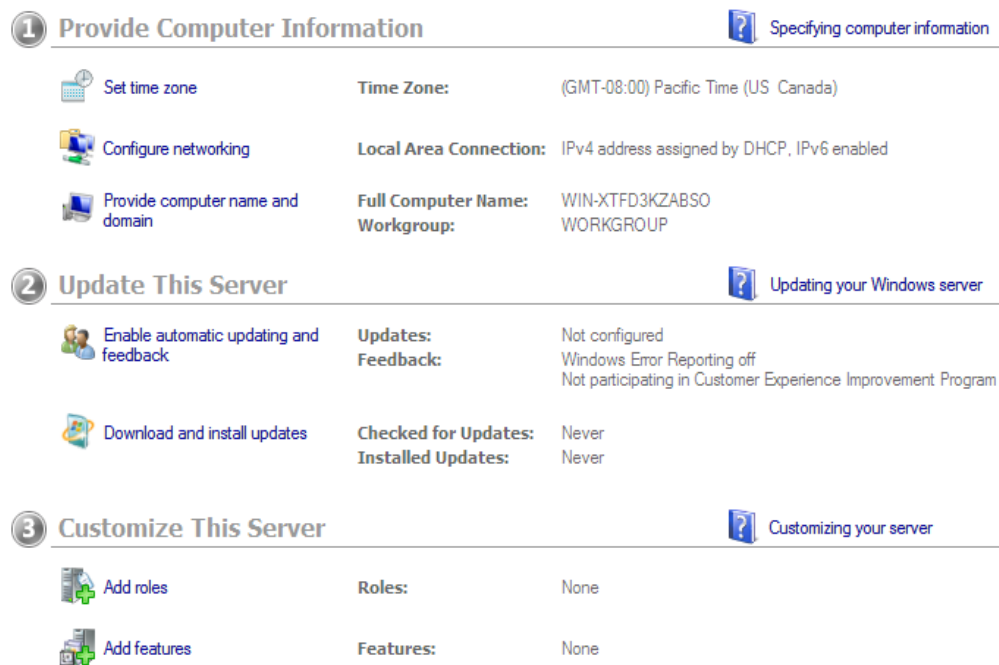 1 Provide Computer Information
Specifying computer information
Set time zone
Time Zone: (GMT-08:00) Pacific Time (US Canada)
Configure networking
Local Area Connection: IPv4 address assigned by DHCP, IPv6 enabled
Provide computer name and
domain
Full Computer Name: WIN-XTFD3KZABSO
Workgroup: WORKGROUP
2 Update This Server
Updating your Windows server
Enable automatic updating and
feedback
Updates: Not configured
Feedback: Windows Error Reporting off
Not participating in Customer Experience Improvement Program
Download and install updates
Checked for Updates: Never
Installed Updates: Never
3 Customize This Server
Customizing your server
Add roles
Roles: None
Add features
Features: None